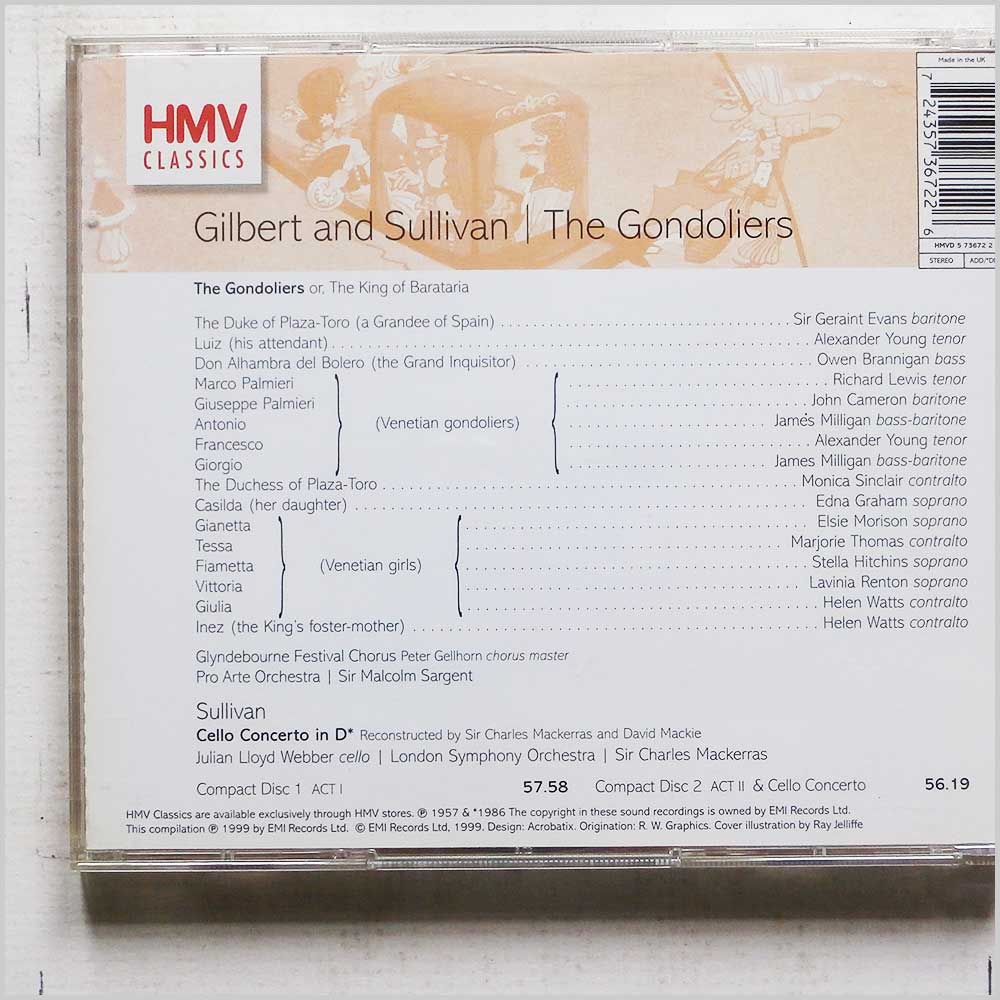 HMV
CLASSICS
Made in the UK
7 24357 36722 6
HMVD 5 73672 2
STEREO
Gilbert and Sullivan | The Gondoliers
The Gondoliers or, The King of Barataria
The Duke of Plaza-Toro (a Grandee of Spain) Sir Geraint Evans baritone
Luiz (his attendant) Alexander Young tenor
Don Alhambra del Bolero (the Grand Inquisitor) Owen Brannigan bass
Marco Palmieri Richard Lewis tenor
Giuseppe Palmieri John Cameron baritone
Antonio (Venetian gondoliers) James Milligan bass-baritone
Francesco Alexander Young tenor
Giorgio James Milligan bass-baritone
The Duchess of Plaza-Toro Monica Sinclair contralto
Casilda (her daughter) Edna Graham soprano
Gianetta Elsie Morison soprano
Tessa Marjorie Thomas contralto
Fiametta (Venetian girls) Stella Hitchins soprano
Vittoria Lavinia Renton soprano
Giulia Helen Watts contralto
Inez (the King's foster-mother) Helen Watts contralto
Glyndebourne Festival Chorus Peter Gellhorn chorus master
Pro Arte Orchestra | Sir Malcolm Sargent
Sullivan
Cello Concerto in D* Reconstructed by Sir Charles Mackerras and David Mackie
Julian Lloyd Webber cello | London Symphony Orchestra | Sir Charles Mackerras
Compact Disc 1 ACT I 57.58 Compact Disc 2 ACT II & Cello Concerto 56.19
HMV Classics are available exclusively through HMV stores. ℗ 1957 & *1986 The copyright in these sound recordings is owned by EMI Records Ltd.
This compilation ℗ 1999 by EMI Records Ltd. © EMI Records Ltd, 1999. Design: Acrobatix. Origination: R. W. Graphics. Cover illustration by Ray Jelliffe